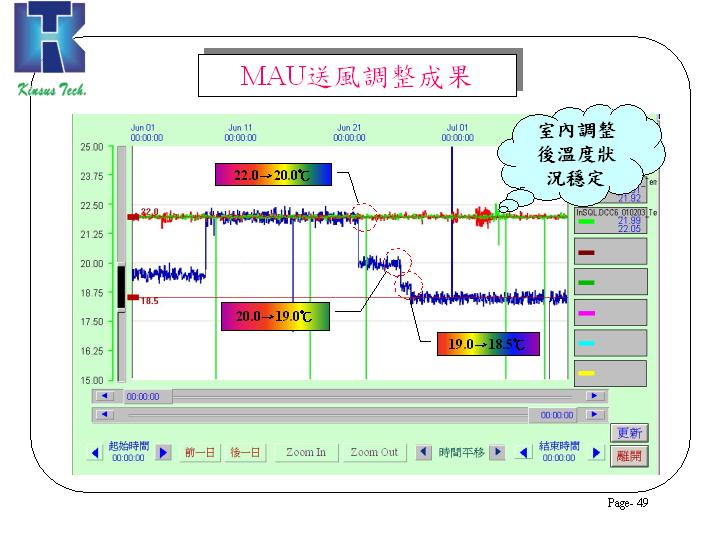 Kinsus Tech.
MAU送風調整成果
室內調整
後溫度狀
況穩定
Jun 01
00:00:00
Jun 11
00:00:00
Jun 21
00:00:00
Jul 01
00:00:00
25.00
23.75
22.50
21.25
20.00
18.75
17.50
16.25
15.00
22.0
18.5
22.0→20.0℃
20.0→19.0℃
19.0→18.5℃
21.92
InSQL.DCC6_010203_Te
21.99
22.05
00:00:00
00:00:00
起始時間
00:00:00
前一日
後一日
Zoom In
Zoom Out
時間平移
結束時間
00:00:00
更新
離開
Page- 49